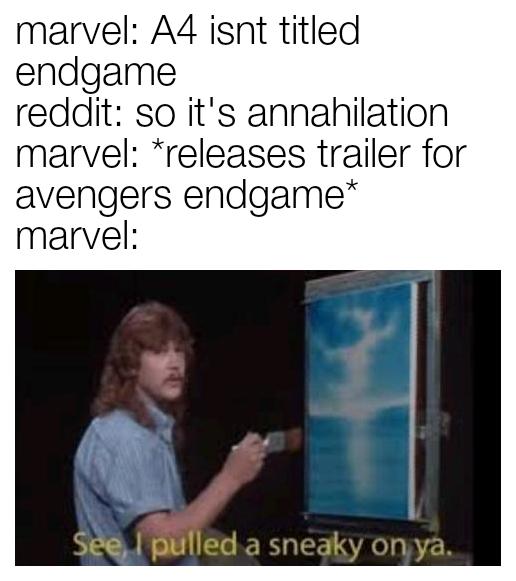 marvel: A4 isnt titled
endgame
reddit: so it's annahilation
marvel: *releases trailer for
avengers endgame*
marvel:
See, I pulled a sneaky on ya.